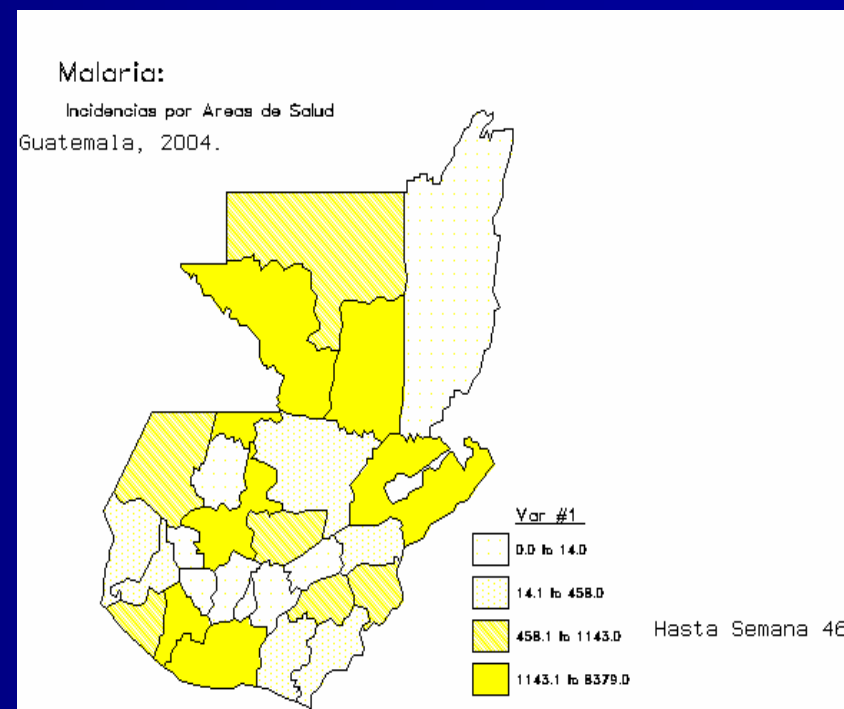 Malaria:
Incidencias por Areas de Salud
Guatemala, 2004.
Var #1
0.0 to 14.0
14.1 to 458.0
458.1 to 1143.0
Hasta Semana 46
1143.1 to 8379.0